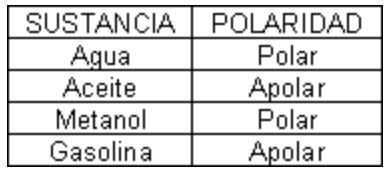 SUSTANCIA POLARIDAD
Agua Polar
Aceite Apolar
Metanol Polar
Gasolina Apolar